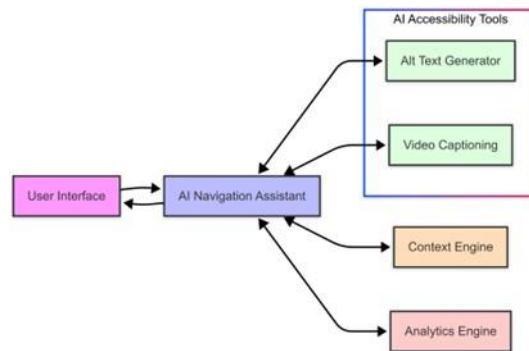 AI Accessibility Tools
Alt Text Generator
Video Captioning
User Interface
AI Navigation Assistant
Context Engine
Analytics Engine